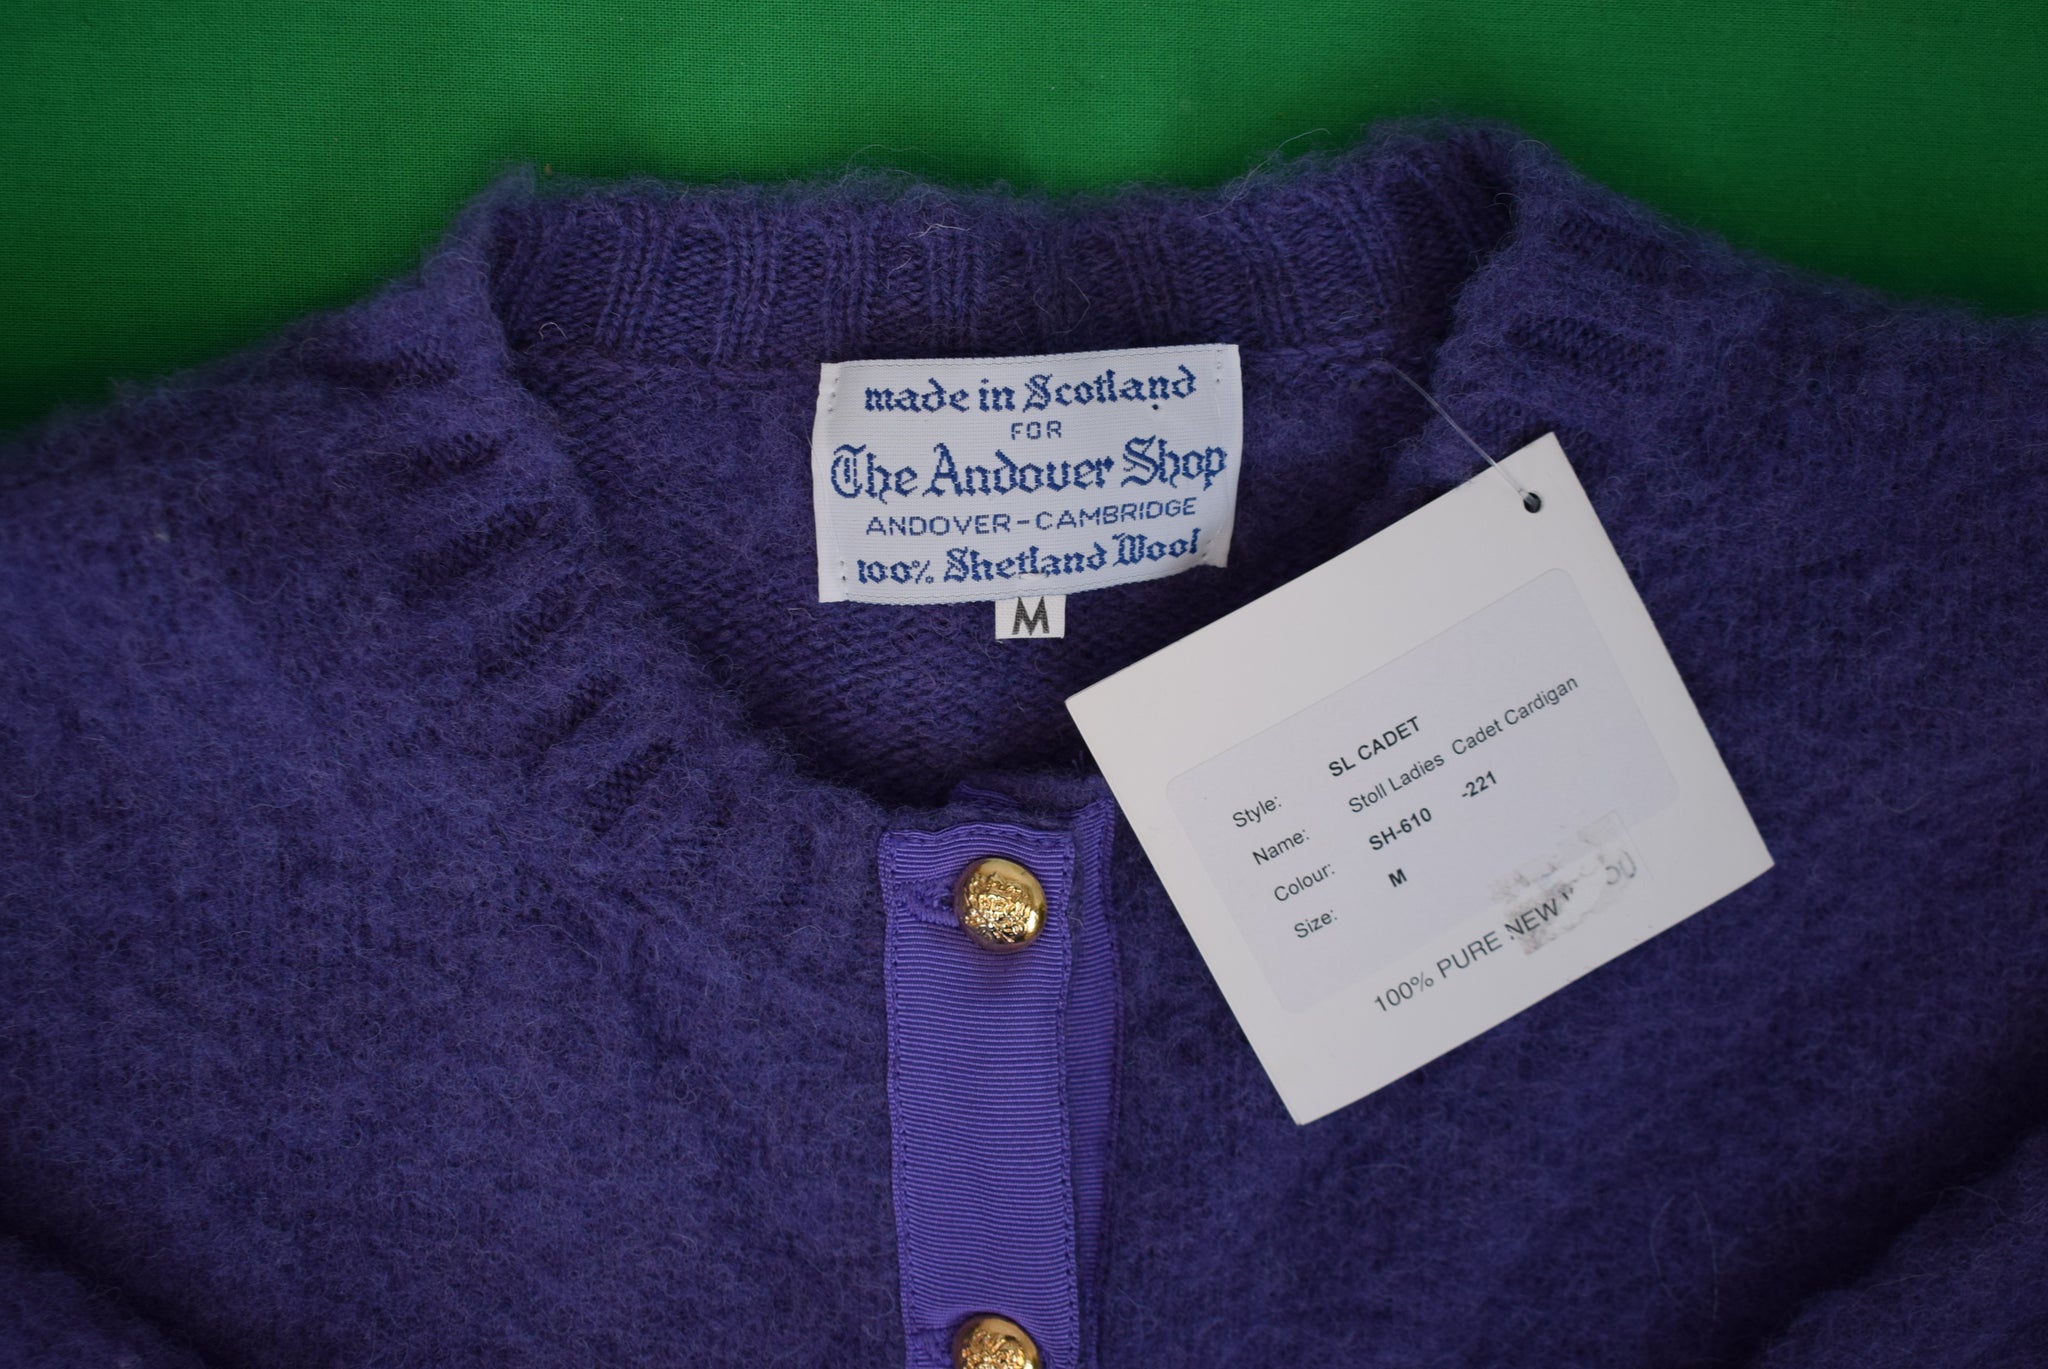 made in Scotland
FOR
The Andover Shop
ANDOVER-CAMBRIDGE
100% Shetland Wool
M
Style: SL CADET
Name: Stoll Ladies Cadet Cardigan
Colour: SH-610 -221
Size: M
100% PURE NEW